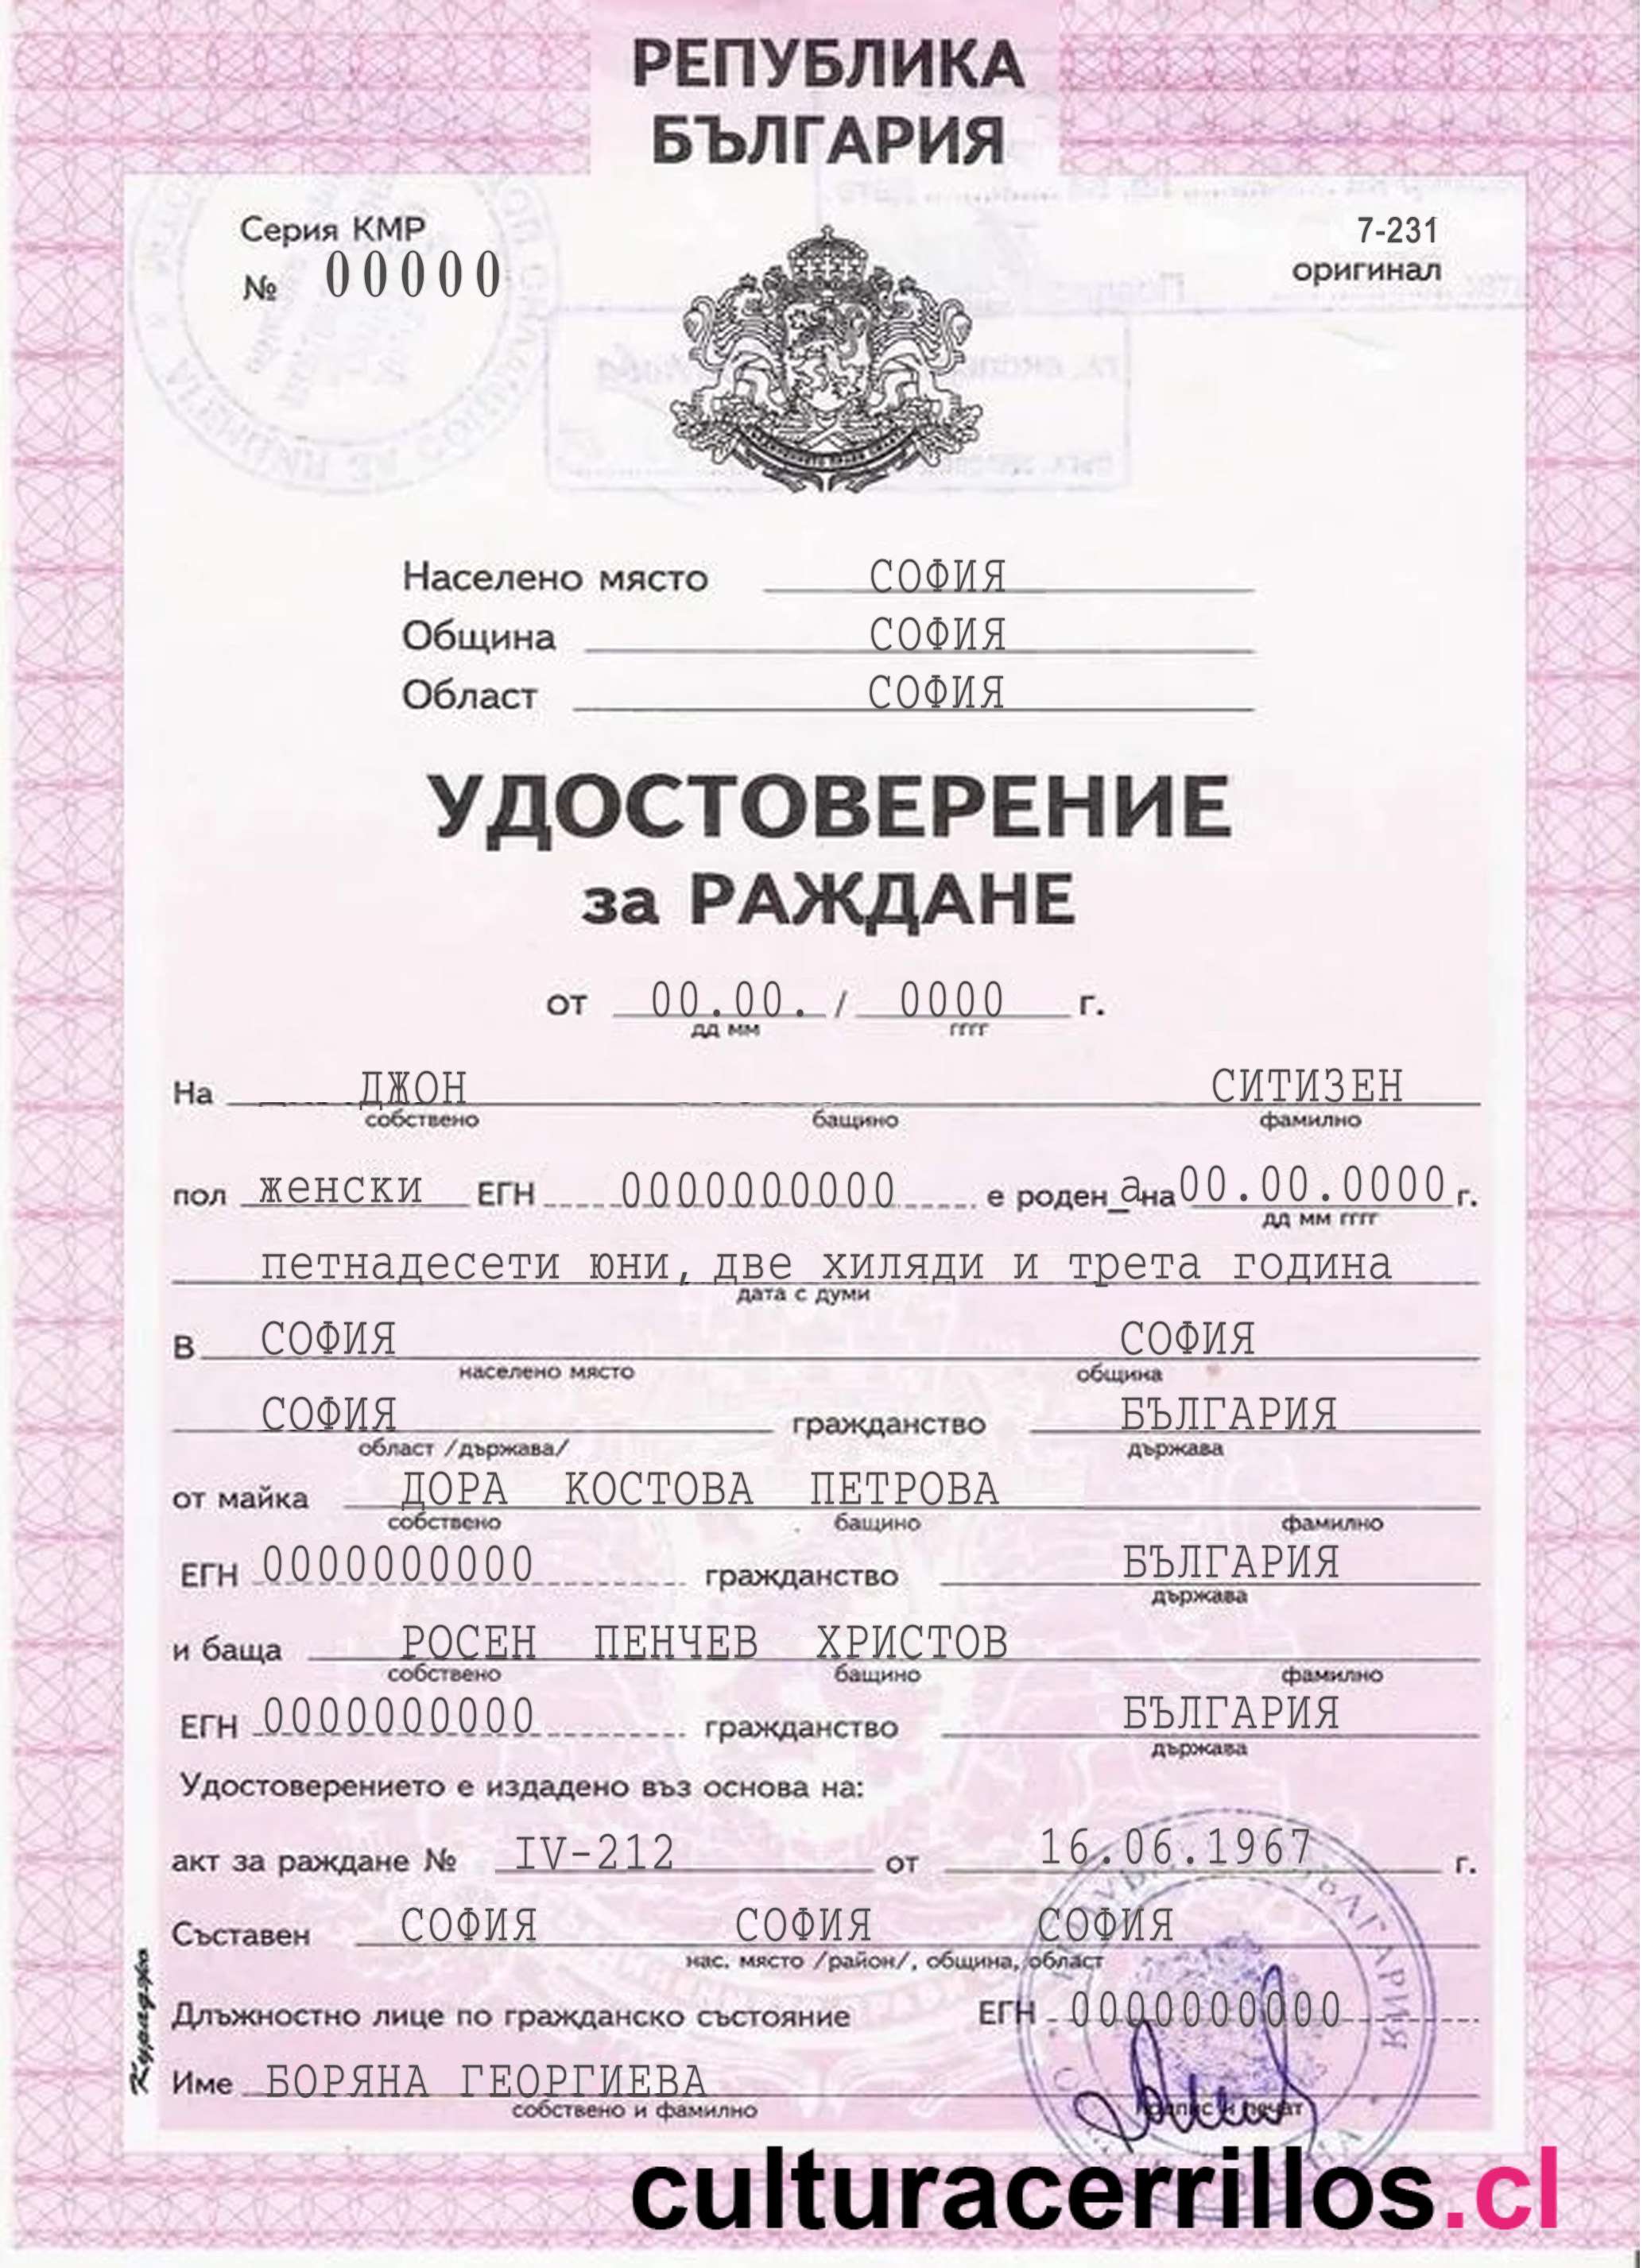 РЕПУБЛИКА
БЪЛГАРИЯ
Серия КМР
№ 00000
7-231
оригинал
Населено място СОФИЯ
Община СОФИЯ
Област СОФИЯ
УДОСТОВЕРЕНИЕ
за РАЖДАНЕ
от 00.00. / 0000 г.
дд мм гггг
На ДЖОН СИТИЗЕН
собствено бащино фамилно
пол женски ЕГН 0000000000 е роден а на 00.00.0000 г.
дд мм гггг
петнадесети юни, две хиляди и трета година
дата с думи
В СОФИЯ СОФИЯ
населено място община
СОФИЯ гражданство БЪЛГАРИЯ
област /държава/ държава
от майка ДОРА КОСТОВА ПЕТРОВА
собствено бащино фамилно
ЕГН 0000000000 гражданство БЪЛГАРИЯ
държава
и баща РОСЕН ПЕНЧЕВ ХРИСТОВ
собствено бащино фамилно
ЕГН 0000000000 гражданство БЪЛГАРИЯ
държава
Удостоверението е издадено въз основа на:
акт за раждане № IV-212 от 16.06.1967 г.
Съставен СОФИЯ СОФИЯ СОФИЯ
нас. място /район/, община, област
Длъжностно лице по гражданско състояние ЕГН 0000000000
Име БОРЯНА ГЕОРГИЕВА
собствено и фамилно подпис и печат
culturacerrillos.cl